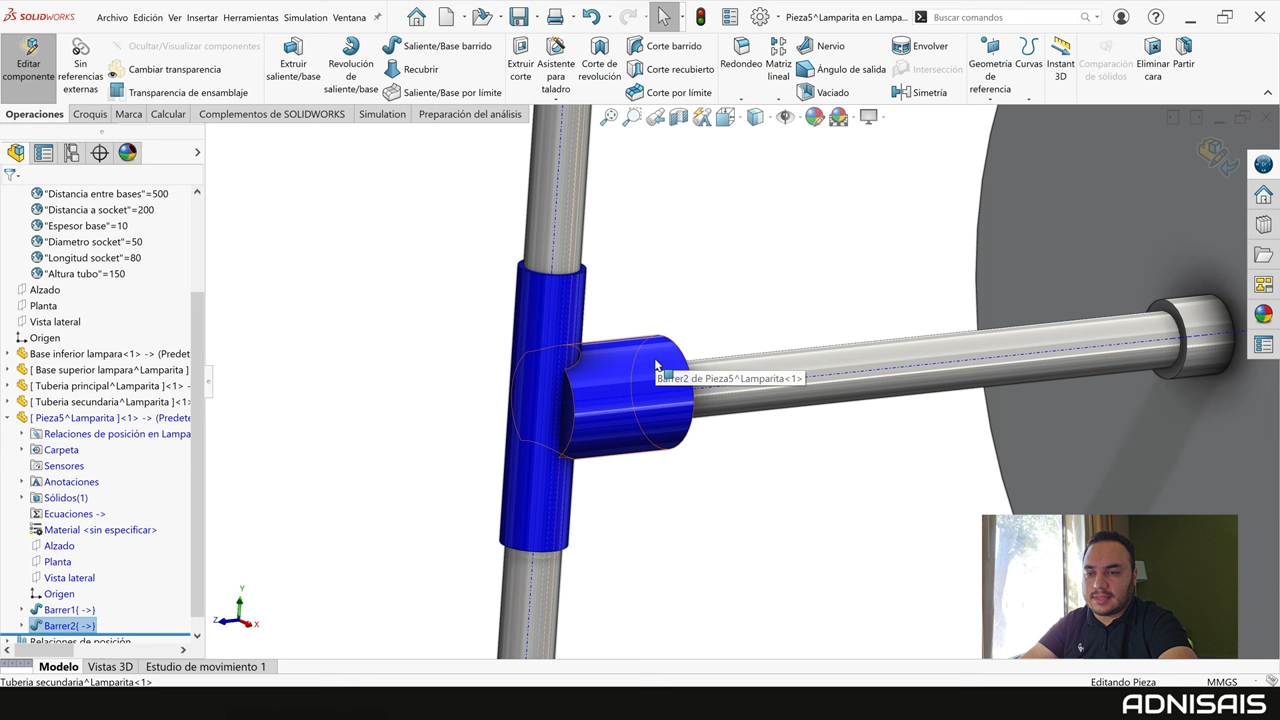 SOLIDWORKS
Archivo Edición Ver Insertar Herramientas Simulation Ventana
Pieza5^Lamparita en Lampa...
Buscar comandos
Editar componente
Sin referencias externas
Ocultar/Visualizar componentes
Cambiar transparencia
Transparencia de ensamblaje
Extruir saliente/base
Revolución de saliente/base
Saliente/Base barrido
Recubrir
Saliente/Base por límite
Extruir corte
Asistente para taladro
Corte de revolución
Corte barrido
Corte recubierto
Corte por límite
Redondeo
Matriz lineal
Nervio
Ángulo de salida
Vaciado
Envolver
Intersección
Simetría
Geometría de referencia
Curvas
Instant 3D
Comparación de sólidos
Eliminar cara
Partir
Operaciones Croquis Marca Calcular Complementos de SOLIDWORKS Simulation Preparación del análisis
"Distancia entre bases"=500
"Distancia a socket"=200
"Espesor base"=10
"Diametro socket"=50
"Longitud socket"=80
"Altura tubo"=150
Alzado
Planta
Vista lateral
Origen
Base inferior lampara<1> -> (Predet
[ Base superior lampara^Lamparita ]
[ Tuberia principal^Lamparita ]<1> -
[ Tuberia secundaria^Lamparita ]<1>
[ Pieza5^Lamparita ]<1> -> (Predete
Relaciones de posición en Lampa
Carpeta
Sensores
Anotaciones
Sólidos(1)
Ecuaciones ->
Material <sin especificar>
Alzado
Planta
Vista lateral
Origen
Barrer1{ ->}
Barrer2{ ->}
Relaciones de posición
Barrer2 de Pieza5^Lamparita<1>
Y
Z
X
Modelo Vistas 3D Estudio de movimiento 1
Tuberia secundaria^Lamparita<1>
Editando Pieza
MMGS
ADNISAIS